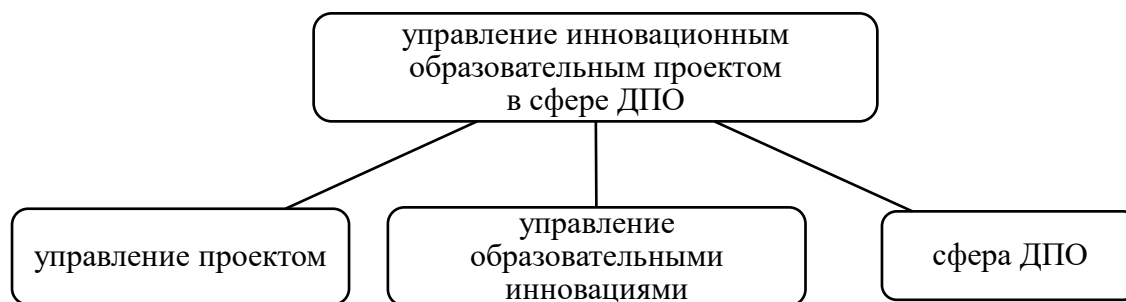 управление инновационным
образовательным проектом
в сфере ДПО
управление проектом
управление
образовательными
инновациями
сфера ДПО